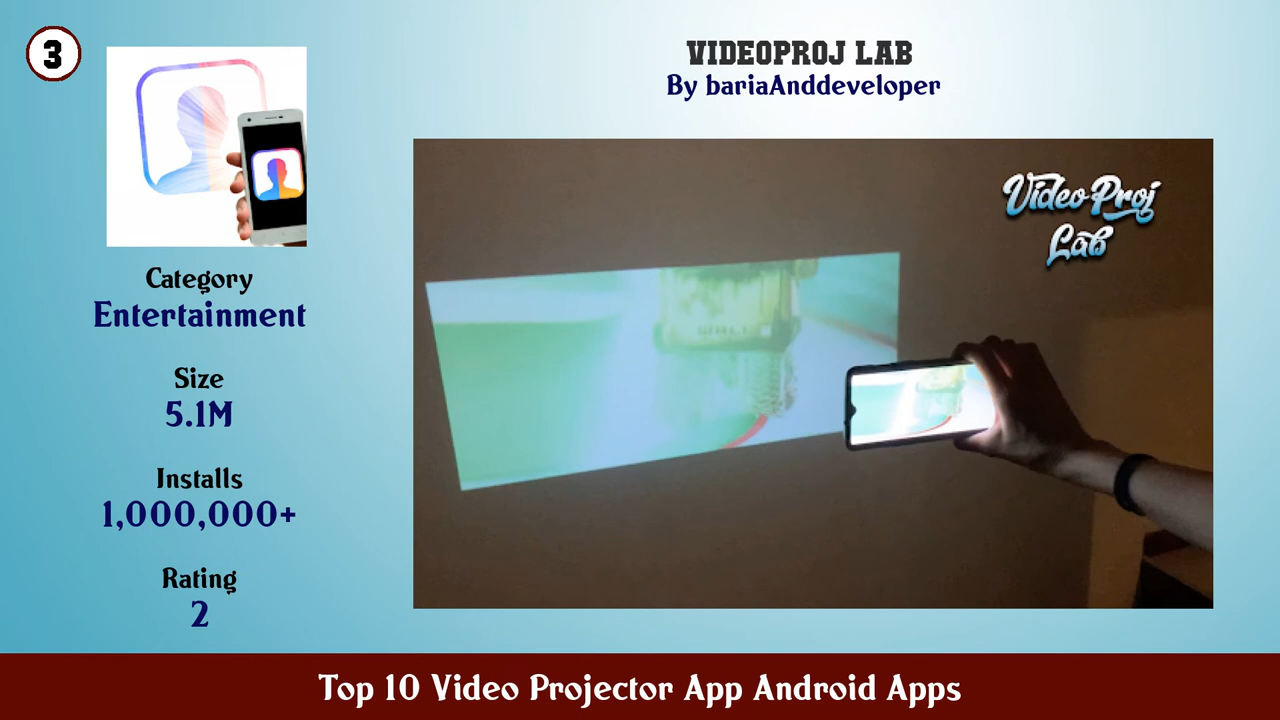 3
VIDEOPROJ LAB
By bariaAnddeveloper
Video Proj
Lab
Category
Entertainment
Size
5.1M
Installs
1,000,000+
Rating
2
Top 10 Video Projector App Android Apps